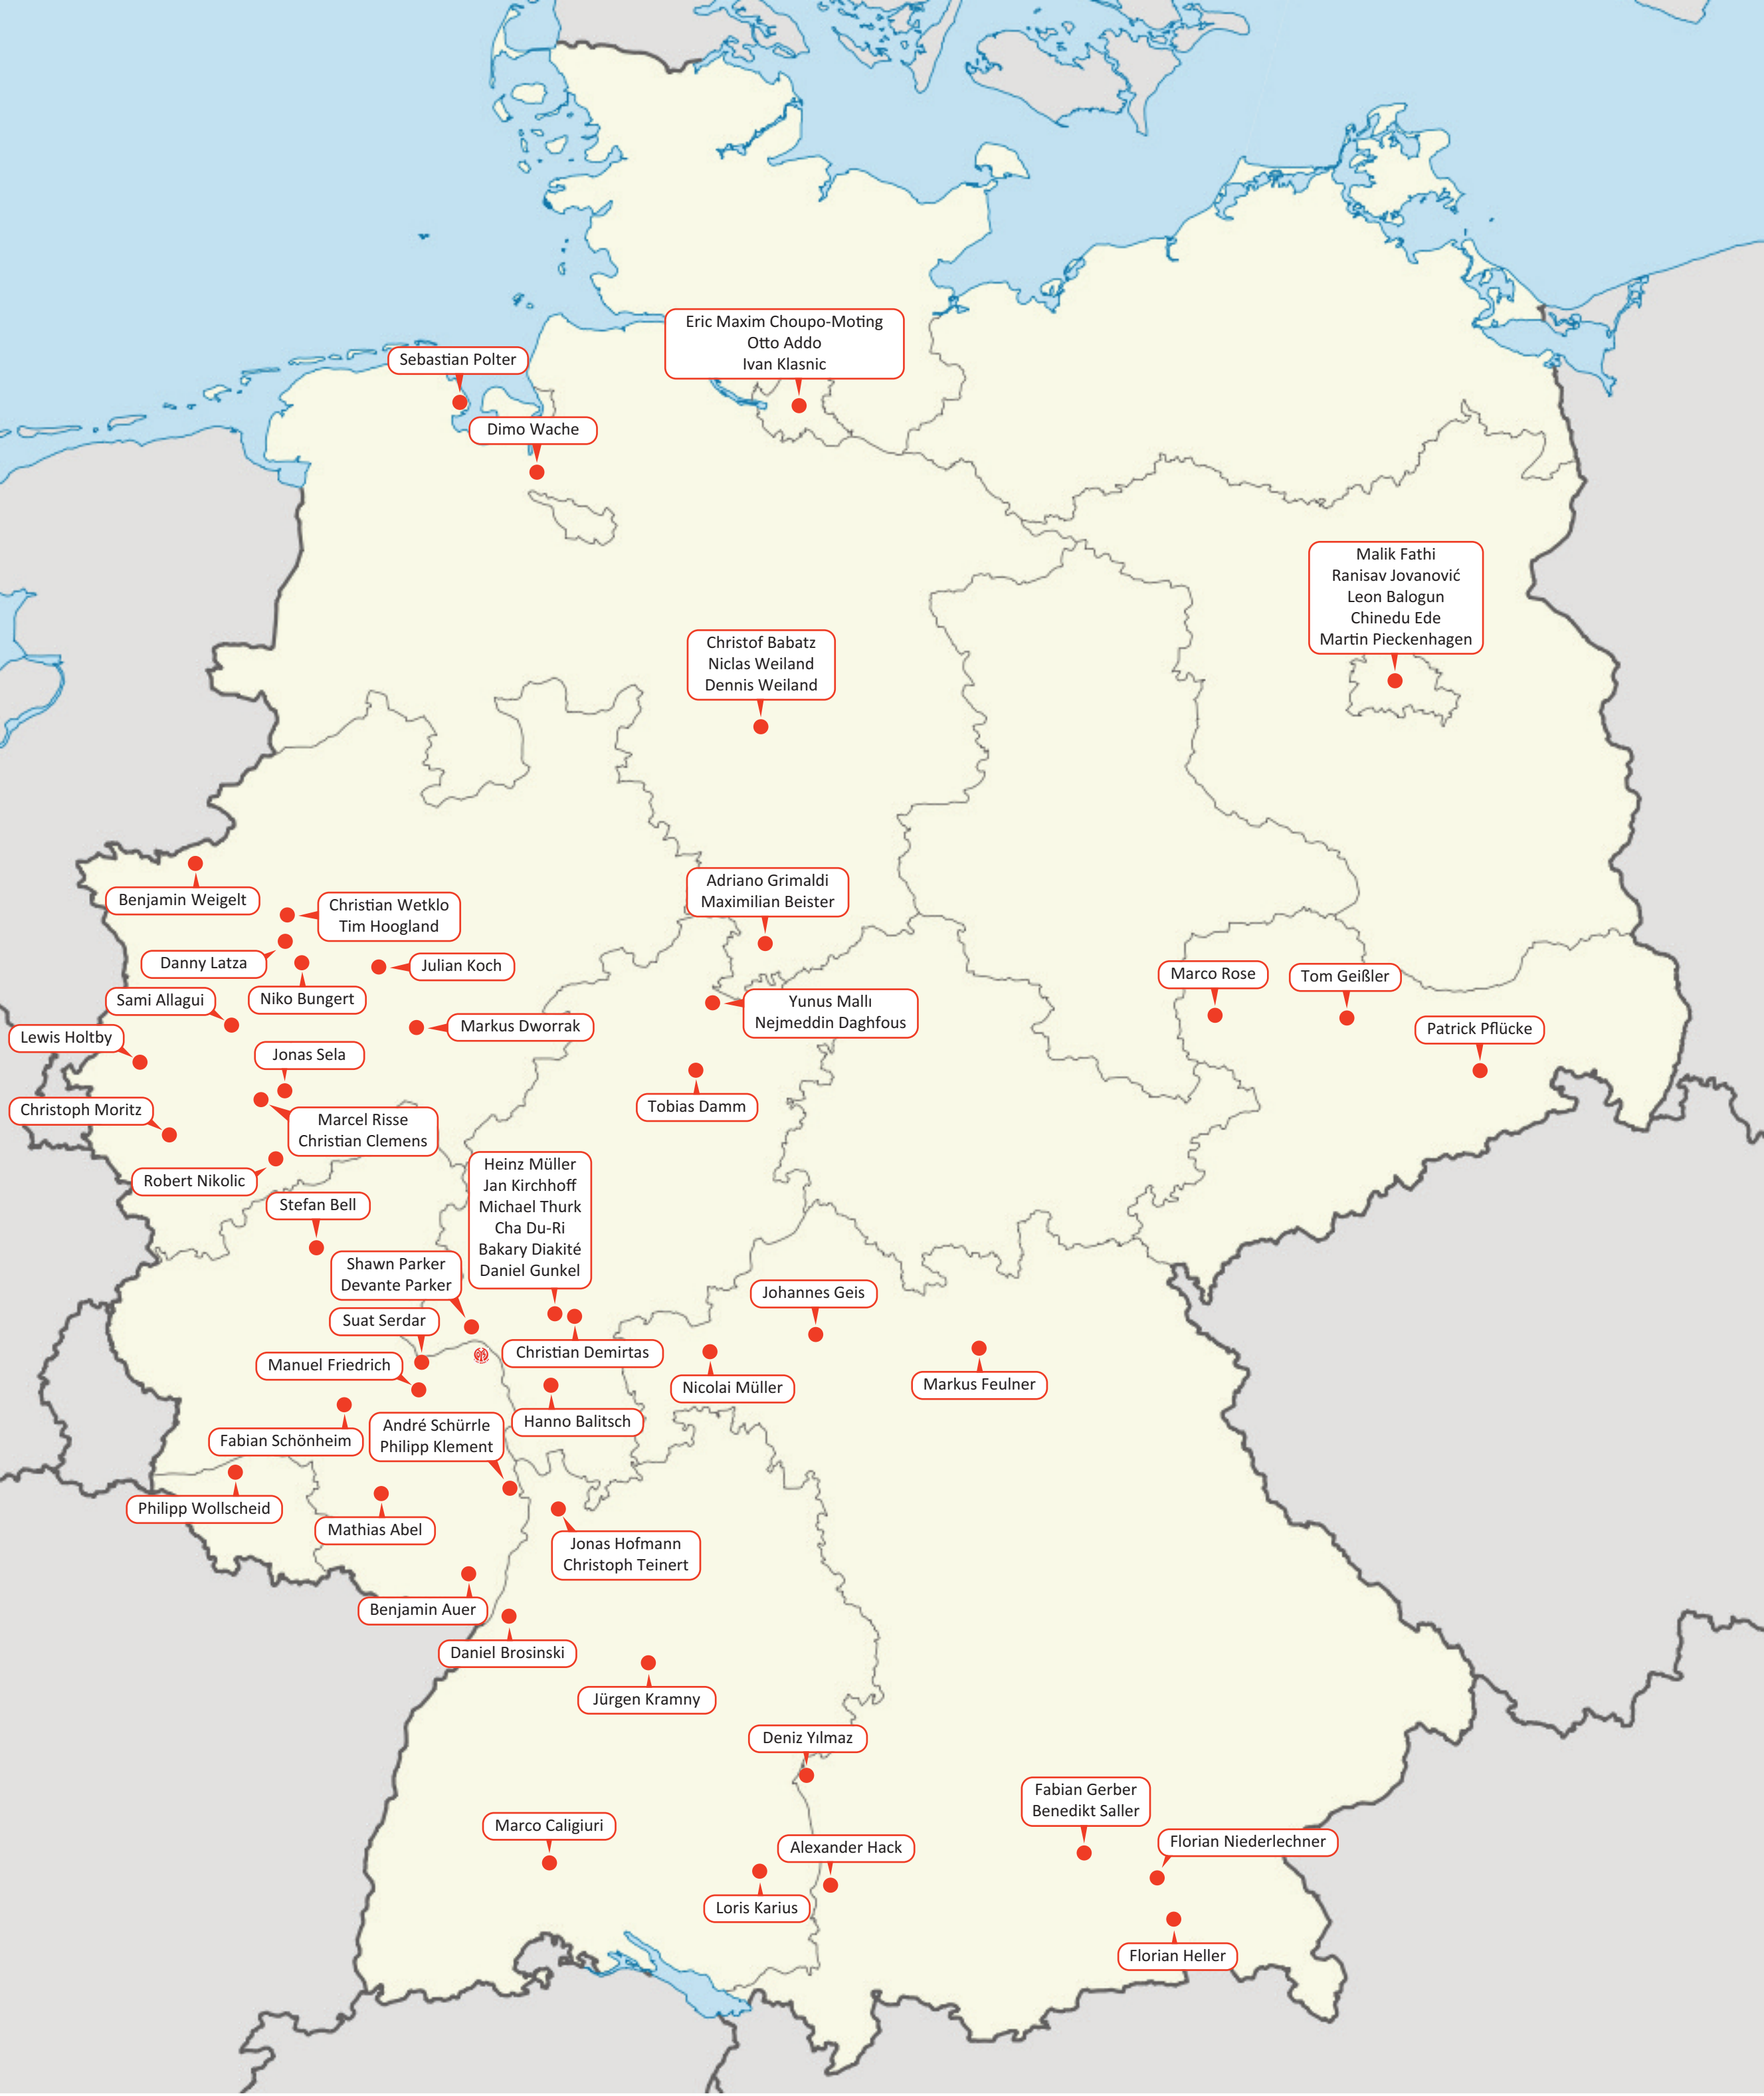 Eric Maxim Choupo-Moting
Otto Addo
Ivan Klasnic
Sebastian Polter
Dimo Wache
Malik Fathi
Ranisav Jovanović
Leon Balogun
Chinedu Ede
Martin Pieckenhagen
Christof Babatz
Niclas Weiland
Dennis Weiland
Benjamin Weigelt
Christian Wetklo
Tim Hoogland
Adriano Grimaldi
Maximilian Beister
Danny Latza
Julian Koch
Niko Bungert
Sami Allagui
Marco Rose
Tom Geißler
Yunus Mallı
Nejmeddin Daghfous
Markus Dworrak
Patrick Pflücke
Lewis Holtby
Jonas Sela
Christoph Moritz
Tobias Damm
Marcel Risse
Christian Clemens
Robert Nikolic
Heinz Müller
Jan Kirchhoff
Michael Thurk
Cha Du-Ri
Bakary Diakité
Daniel Gunkel
Stefan Bell
Shawn Parker
Devante Parker
Johannes Geis
Suat Serdar
Christian Demirtas
Manuel Friedrich
Nicolai Müller
Markus Feulner
Hanno Balitsch
Fabian Schönheim
André Schürrle
Philipp Klement
Philipp Wollscheid
Mathias Abel
Jonas Hofmann
Christoph Teinert
Benjamin Auer
Daniel Brosinski
Jürgen Kramny
Deniz Yılmaz
Fabian Gerber
Benedikt Saller
Marco Caligiuri
Florian Niederlechner
Alexander Hack
Loris Karius
Florian Heller